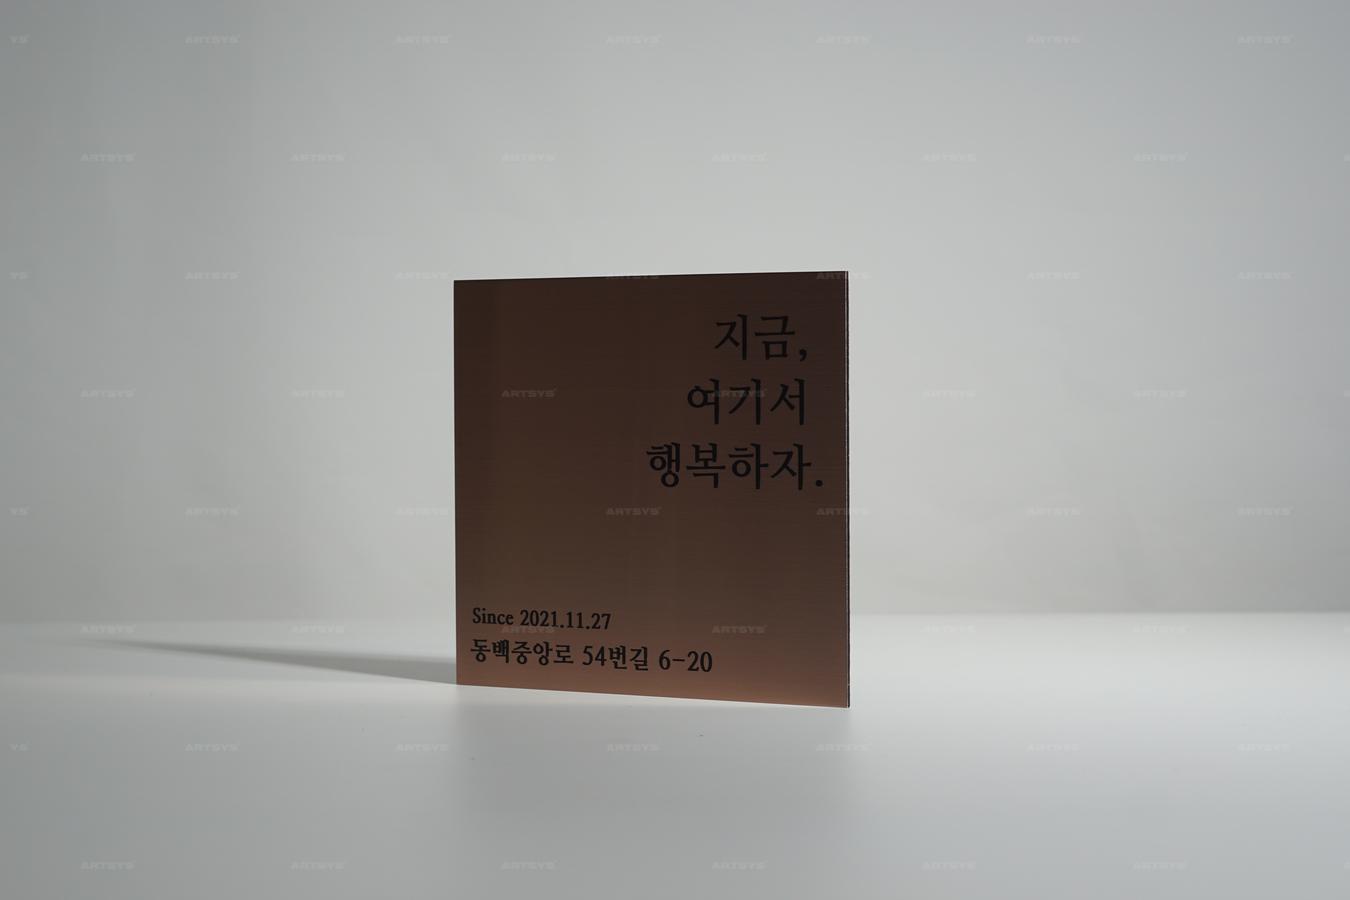 지금,
여기서
행복하자.
Since 2021.11.27
동백중앙로 54번길 6-20
ARTSYS